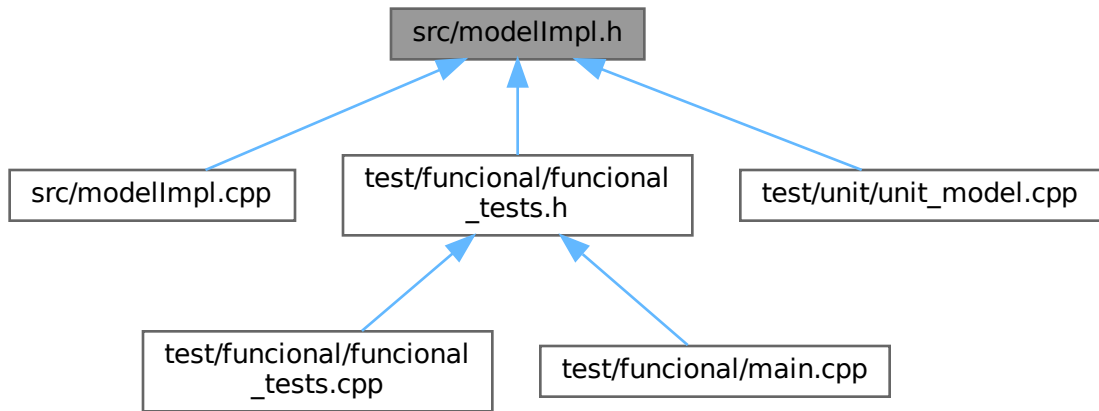 src/modelImpl.h
src/modelImpl.cpp
test/funcional/funcional
_tests.h
test/unit/unit_model.cpp
test/funcional/funcional
_tests.cpp
test/funcional/main.cpp